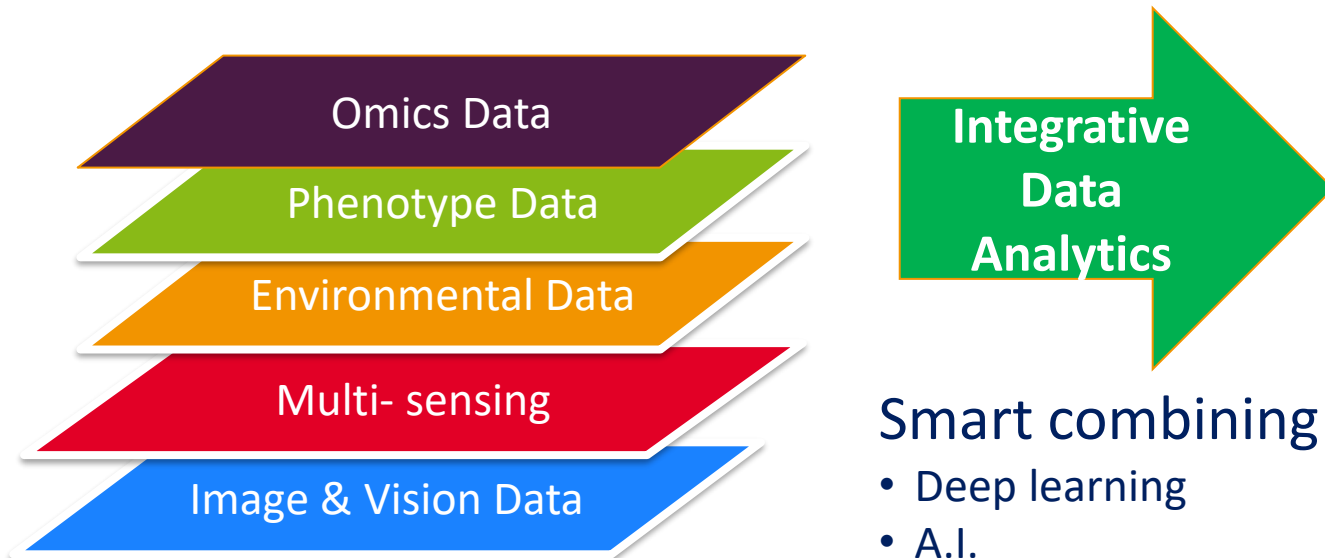 Omics Data
Phenotype Data
Environmental Data
Multi- sensing
Image & Vision Data
Integrative
Data
Analytics
Smart combining
• Deep learning
• A.I.